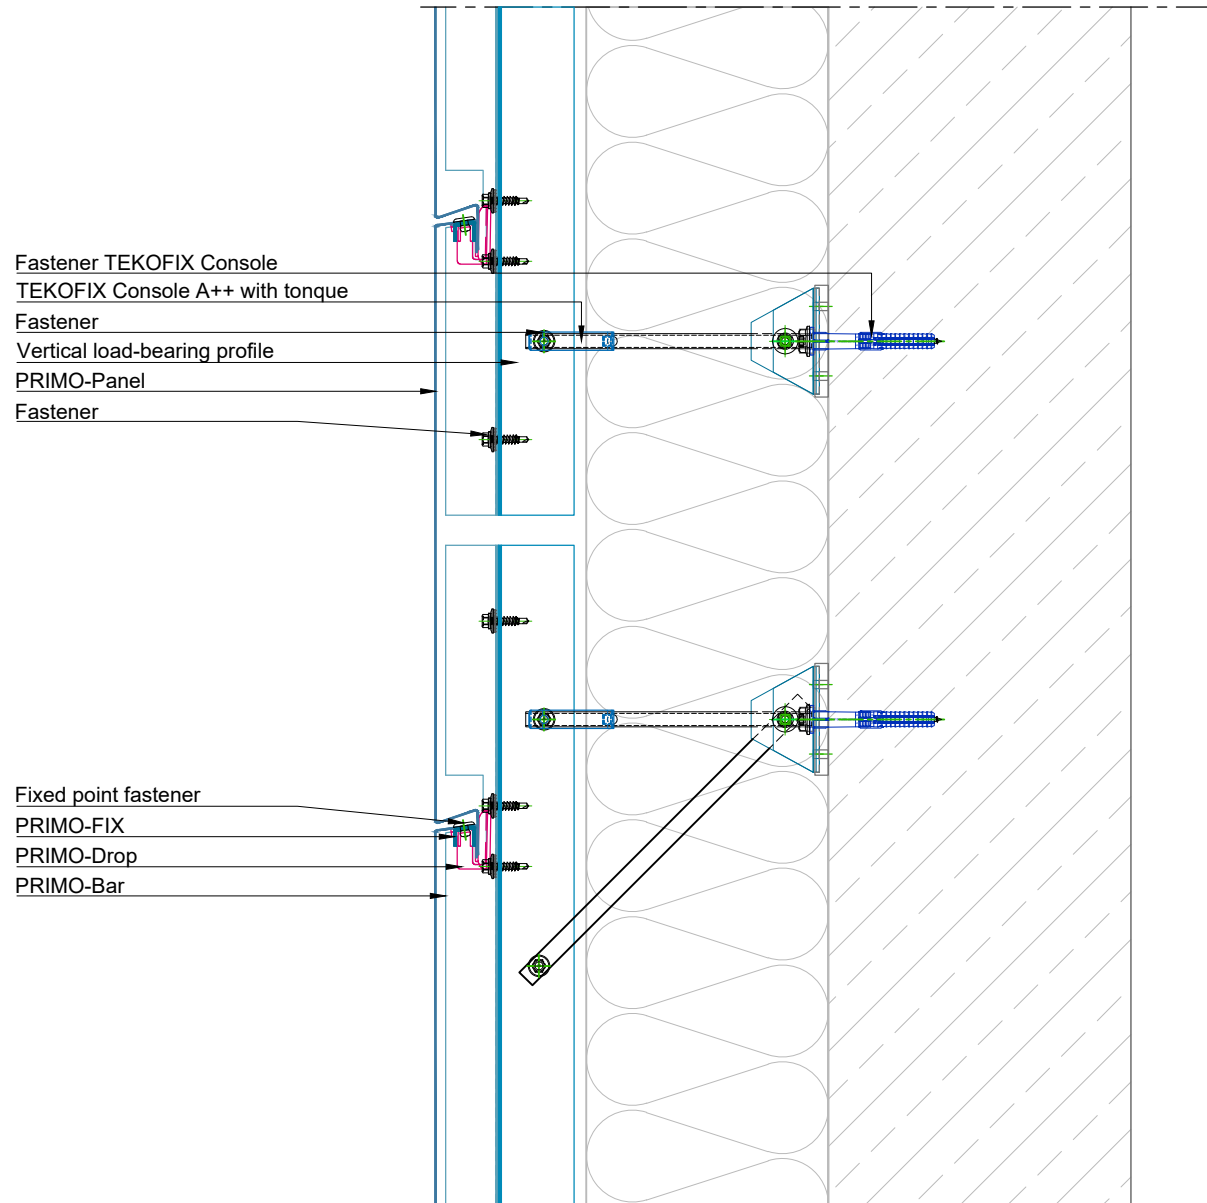 Fastener TEKOFIX Console
TEKOFIX Console A++ with tonque
Fastener
Vertical load-bearing profile
PRIMO-Panel
Fastener
Fixed point fastener
PRIMO-FIX
PRIMO-Drop
PRIMO-Bar